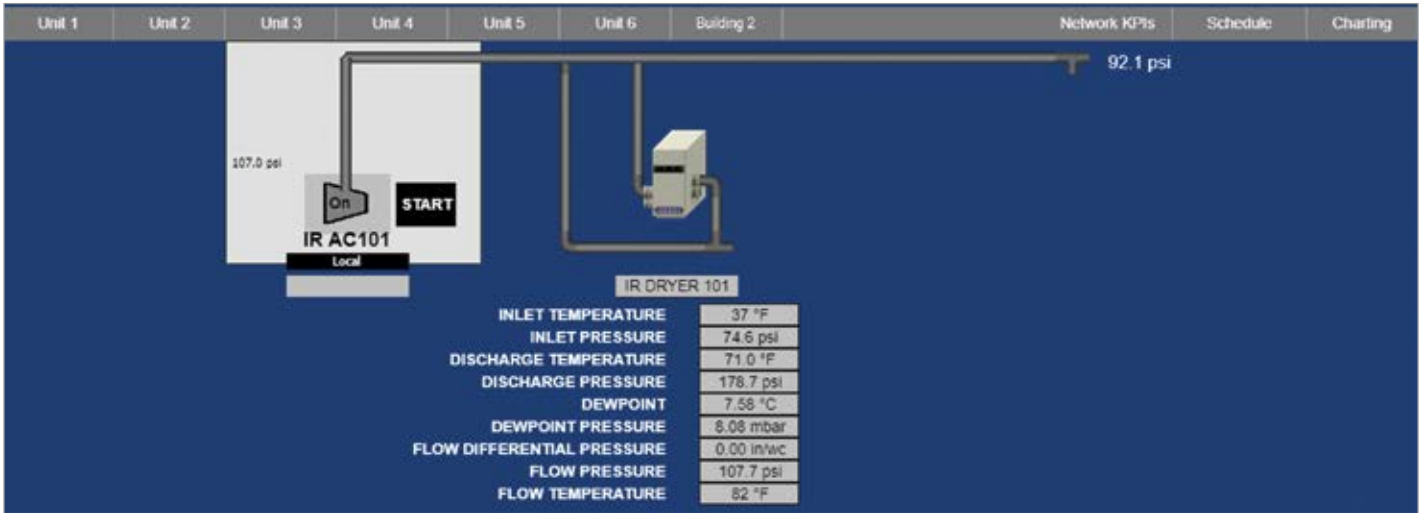 Unit 1 Unit 2 Unit 3 Unit 4 Unit 5 Unit 6 Building 2 Network KPIs Schedule Charting
92.1 psi
107.0 psi
On START
IR AC101
Local
IR DRYER 101
INLET TEMPERATURE 37 °F
INLET PRESSURE 74.6 psi
DISCHARGE TEMPERATURE 71.0 °F
DISCHARGE PRESSURE 178.7 psi
DEWPOINT 7.58 °C
DEWPOINT PRESSURE 8.08 mbar
FLOW DIFFERENTIAL PRESSURE 0.00 in/wc
FLOW PRESSURE 107.7 psi
FLOW TEMPERATURE 82 °F